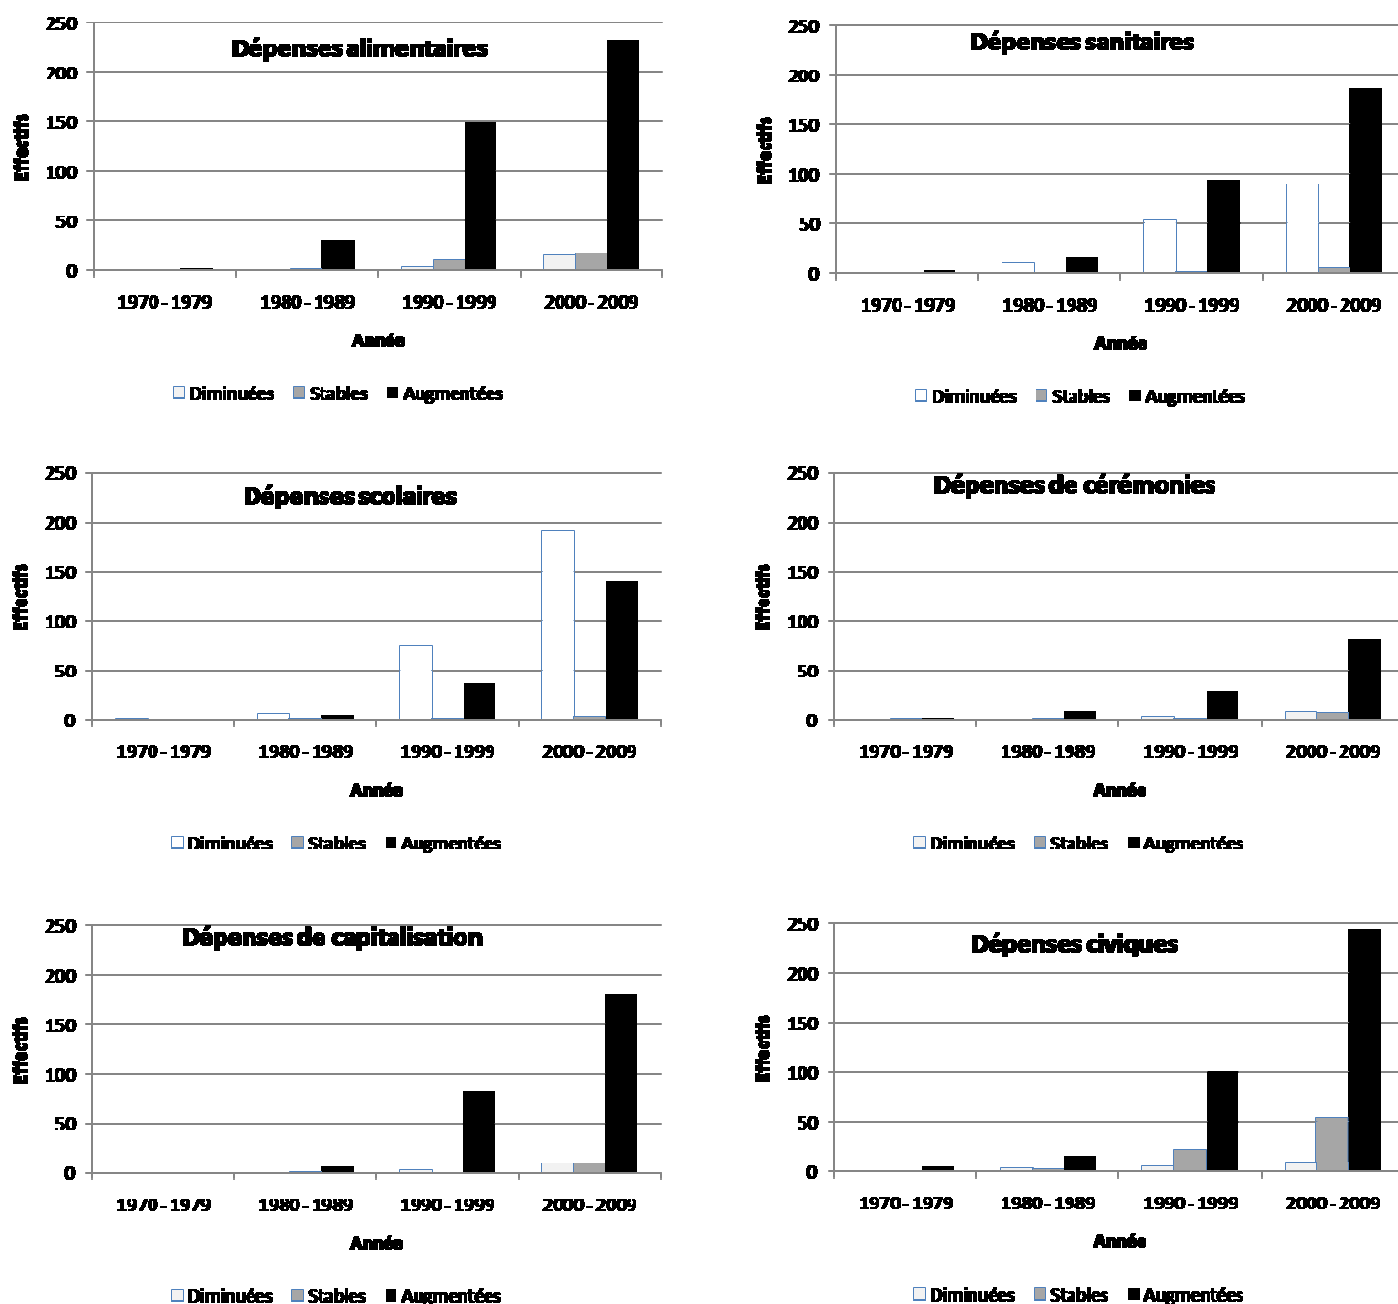 Dépenses alimentaires
250
200
150
100
50
0
Effectifs
1970 - 1979 1980 - 1989 1990 - 1999 2000 - 2009
Année
Diminuées Stables Augmentées
Dépenses sanitaires
250
200
150
100
50
0
Effectifs
1970 - 1979 1980 - 1989 1990 - 1999 2000 - 2009
Année
Diminuées Stables Augmentées
Dépenses scolaires
250
200
150
100
50
0
Effectifs
1970 - 1979 1980 - 1989 1990 - 1999 2000 - 2009
Année
Diminuées Stables Augmentées
Dépenses de cérémonies
250
200
150
100
50
0
Effectifs
1970 - 1979 1980 - 1989 1990 - 1999 2000 - 2009
Année
Diminuées Stables Augmentées
Dépenses de capitalisation
250
200
150
100
50
0
Effectifs
1970 - 1979 1980 - 1989 1990 - 1999 2000 - 2009
Année
Diminuées Stables Augmentées
Dépenses civiques
250
200
150
100
50
0
Effectifs
1970 - 1979 1980 - 1989 1990 - 1999 2000 - 2009
Année
Diminuées Stables Augmentées